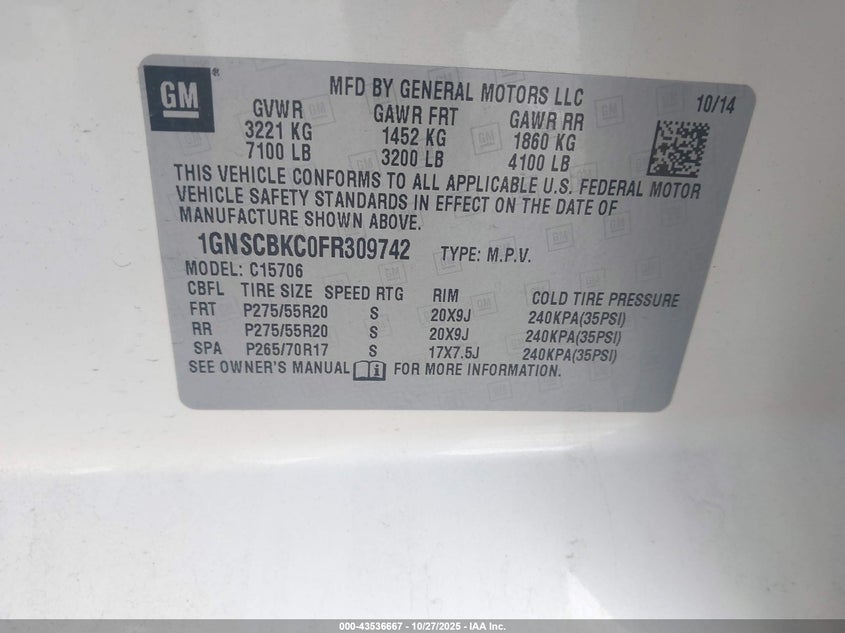 GM®
MFD BY GENERAL MOTORS LLC
10/14
GVWR GAWR FRT GAWR RR
3221 KG 1452 KG 1860 KG
7100 LB 3200 LB 4100 LB
THIS VEHICLE CONFORMS TO ALL APPLICABLE U.S. FEDERAL MOTOR
VEHICLE SAFETY STANDARDS IN EFFECT ON THE DATE OF
MANUFACTURE SHOWN ABOVE.
1GNSCBKC0FR309742 TYPE: M.P.V.
MODEL: C15706
CBFL TIRE SIZE SPEED RTG RIM COLD TIRE PRESSURE
FRT P275/55R20 S 20X9J 240KPA(35PSI)
RR P275/55R20 S 20X9J 240KPA(35PSI)
SPA P265/70R17 S 17X7.5J 240KPA(35PSI)
SEE OWNER'S MANUAL FOR MORE INFORMATION.
000-43536667 - 10/27/2025 - IAA Inc.